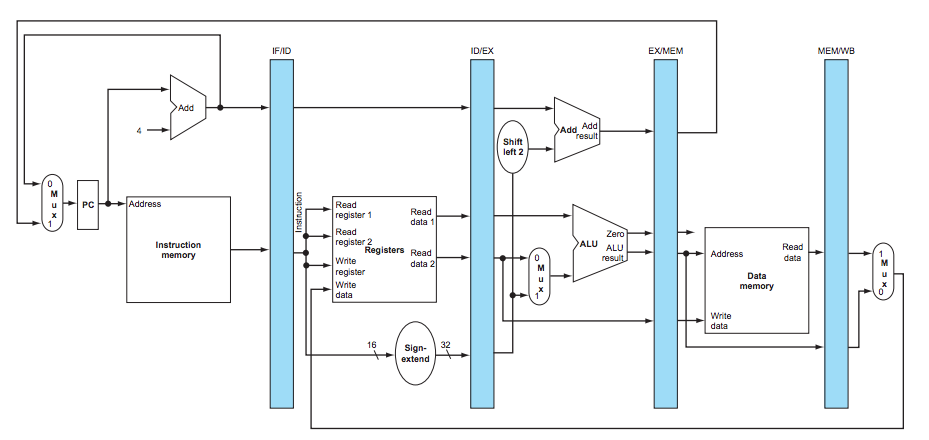 IF/ID
ID/EX
EX/MEM
MEM/WB
Add
4
Shift
left 2
Add
Add
result
0
M
u
x
1
PC
Address
Instruction
memory
Instruction
Read
register 1
Read
register 2
Write
register
Write
data
Registers
Read
data 1
Read
data 2
16
Sign-
extend
32
0
M
u
x
1
ALU
Zero
ALU
result
Address
Read
data
Data
memory
Write
data
1
M
u
x
0